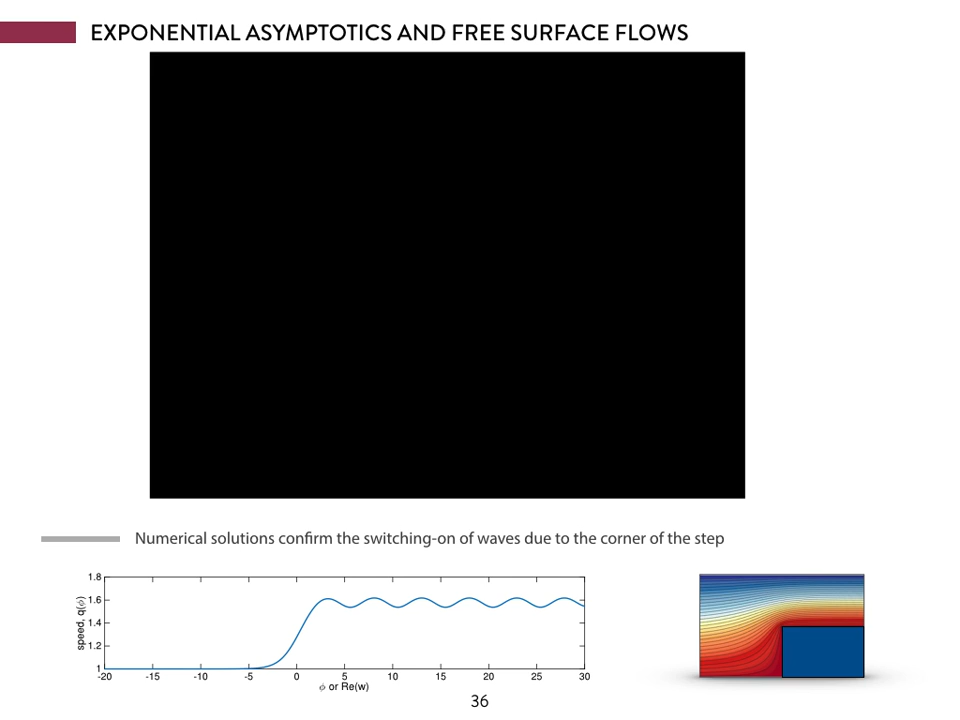 EXPONENTIAL ASYMPTOTICS AND FREE SURFACE FLOWS
Numerical solutions confirm the switching-on of waves due to the corner of the step
1.8
1.6
1.4
1.2
1
speed, q(ϕ)
-20 -15 -10 -5 0 5 10 15 20 25 30
ϕ or Re(w)
36